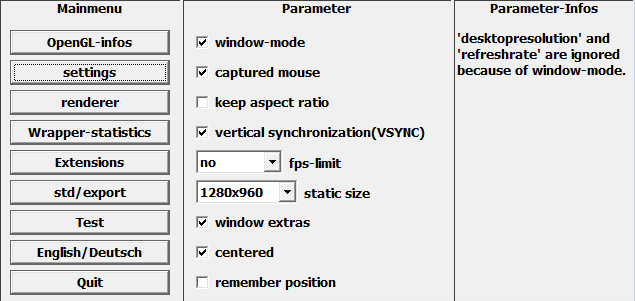 Mainmenu
OpenGL-infos
settings
renderer
Wrapper-statistics
Extensions
std/export
Test
English/Deutsch
Quit
Parameter
window-mode
captured mouse
keep aspect ratio
vertical synchronization(VSYNC)
no fps-limit
1280x960 static size
window extras
centered
remember position
Parameter-Infos
'desktopresolution' and
'refreshrate' are ignored
because of window-mode.